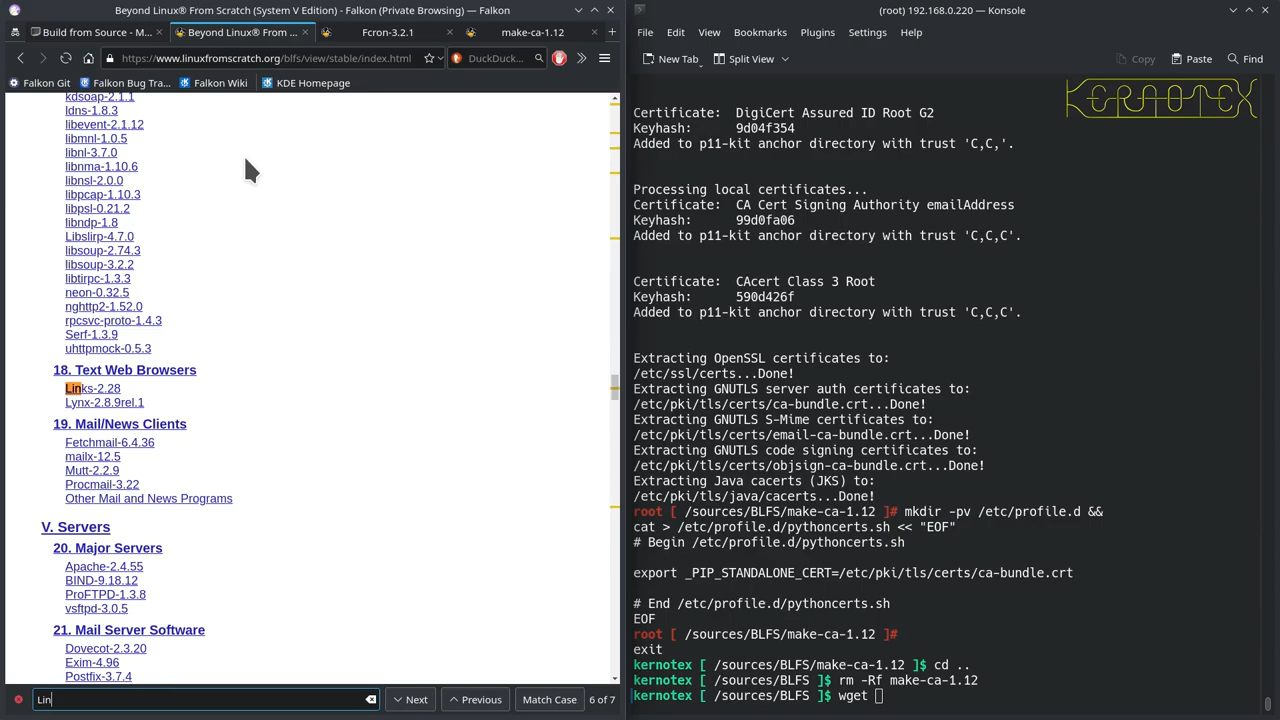 Beyond Linux® From Scratch (System V Edition) - Falkon (Private Browsing) — Falkon
Build from Source - M...
Beyond Linux® From ...
Fcron-3.2.1
make-ca-1.12
https://www.linuxfromscratch.org/blfs/view/stable/index.html
DuckDuck...
Falkon Git
Falkon Bug Tra...
Falkon Wiki
KDE Homepage
kdsoap-2.1.1
ldns-1.8.3
libevent-2.1.12
libmnl-1.0.5
libnl-3.7.0
libnma-1.10.6
libnsl-2.0.0
libpcap-1.10.3
libpsl-0.21.2
libndp-1.8
Libslirp-4.7.0
libsoup-2.74.3
libsoup-3.2.2
libtirpc-1.3.3
neon-0.32.5
nghttp2-1.52.0
rpcsvc-proto-1.4.3
Serf-1.3.9
uhttpmock-0.5.3
18. Text Web Browsers
Links-2.28
Lynx-2.8.9rel.1
19. Mail/News Clients
Fetchmail-6.4.36
mailx-12.5
Mutt-2.2.9
Procmail-3.22
Other Mail and News Programs
V. Servers
20. Major Servers
Apache-2.4.55
BIND-9.18.12
ProFTPD-1.3.8
vsftpd-3.0.5
21. Mail Server Software
Dovecot-2.3.20
Exim-4.96
Postfix-3.7.4
Lin
Next
Previous
Match Case
6 of 7
(root) 192.168.0.220 — Konsole
File Edit View Bookmarks Plugins Settings Help
New Tab
Split View
Copy
Paste
Find
KERNOTEX
Certificate:  DigiCert Assured ID Root G2
Keyhash:      9d04f354
Added to p11-kit anchor directory with trust 'C,C,'.
Processing local certificates...
Certificate:  CA Cert Signing Authority emailAddress
Keyhash:      99d0fa06
Added to p11-kit anchor directory with trust 'C,C,C'.
Certificate:  CAcert Class 3 Root
Keyhash:      590d426f
Added to p11-kit anchor directory with trust 'C,C,C'.
Extracting OpenSSL certificates to:
/etc/ssl/certs...Done!
Extracting GNUTLS server auth certificates to:
/etc/pki/tls/certs/ca-bundle.crt...Done!
Extracting GNUTLS S-Mime certificates to:
/etc/pki/tls/certs/email-ca-bundle.crt...Done!
Extracting GNUTLS code signing certificates to:
/etc/pki/tls/certs/objsign-ca-bundle.crt...Done!
Extracting Java cacerts (JKS) to:
/etc/pki/tls/java/cacerts...Done!
root [ /sources/BLFS/make-ca-1.12 ]# mkdir -pv /etc/profile.d &&
cat > /etc/profile.d/pythoncerts.sh << "EOF"
# Begin /etc/profile.d/pythoncerts.sh
export _PIP_STANDALONE_CERT=/etc/pki/tls/certs/ca-bundle.crt
# End /etc/profile.d/pythoncerts.sh
EOF
root [ /sources/BLFS/make-ca-1.12 ]#
exit
kernotex [ /sources/BLFS/make-ca-1.12 ]$ cd ..
kernotex [ /sources/BLFS ]$ rm -Rf make-ca-1.12
kernotex [ /sources/BLFS ]$ wget